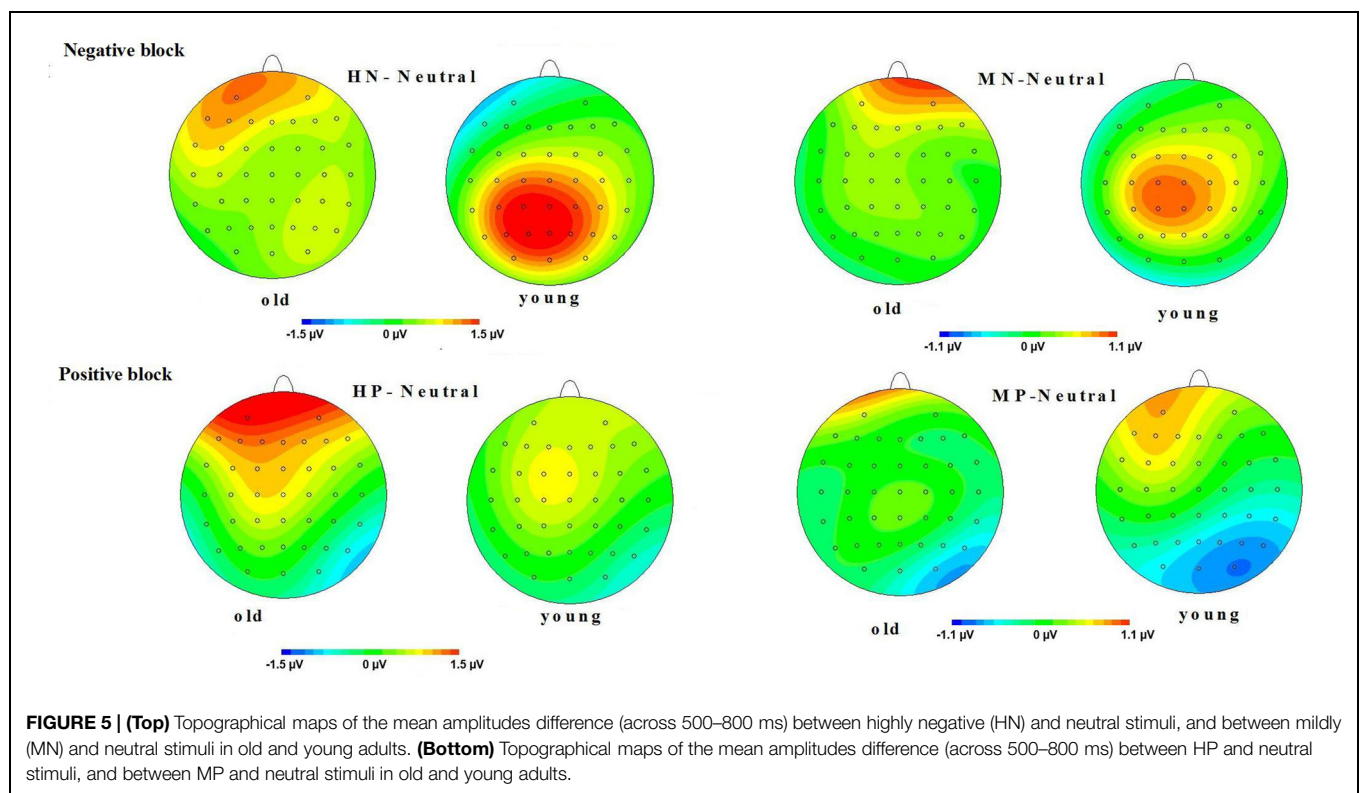 Negative block
HN- Neutral
MN-Neutral
old
young
old
young
-1.5 µV 0 µV 1.5 µV
-1.1 µV 0 µV 1.1 µV
Positive block
HP- Neutral
MP-Neutral
old
young
old
young
-1.5 µV 0 µV 1.5 µV
-1.1 µV 0 µV 1.1 µV
FIGURE 5 | (Top) Topographical maps of the mean amplitudes difference (across 500–800 ms) between highly negative (HN) and neutral stimuli, and between mildly
(MN) and neutral stimuli in old and young adults. (Bottom) Topographical maps of the mean amplitudes difference (across 500–800 ms) between HP and neutral
stimuli, and between MP and neutral stimuli in old and young adults.